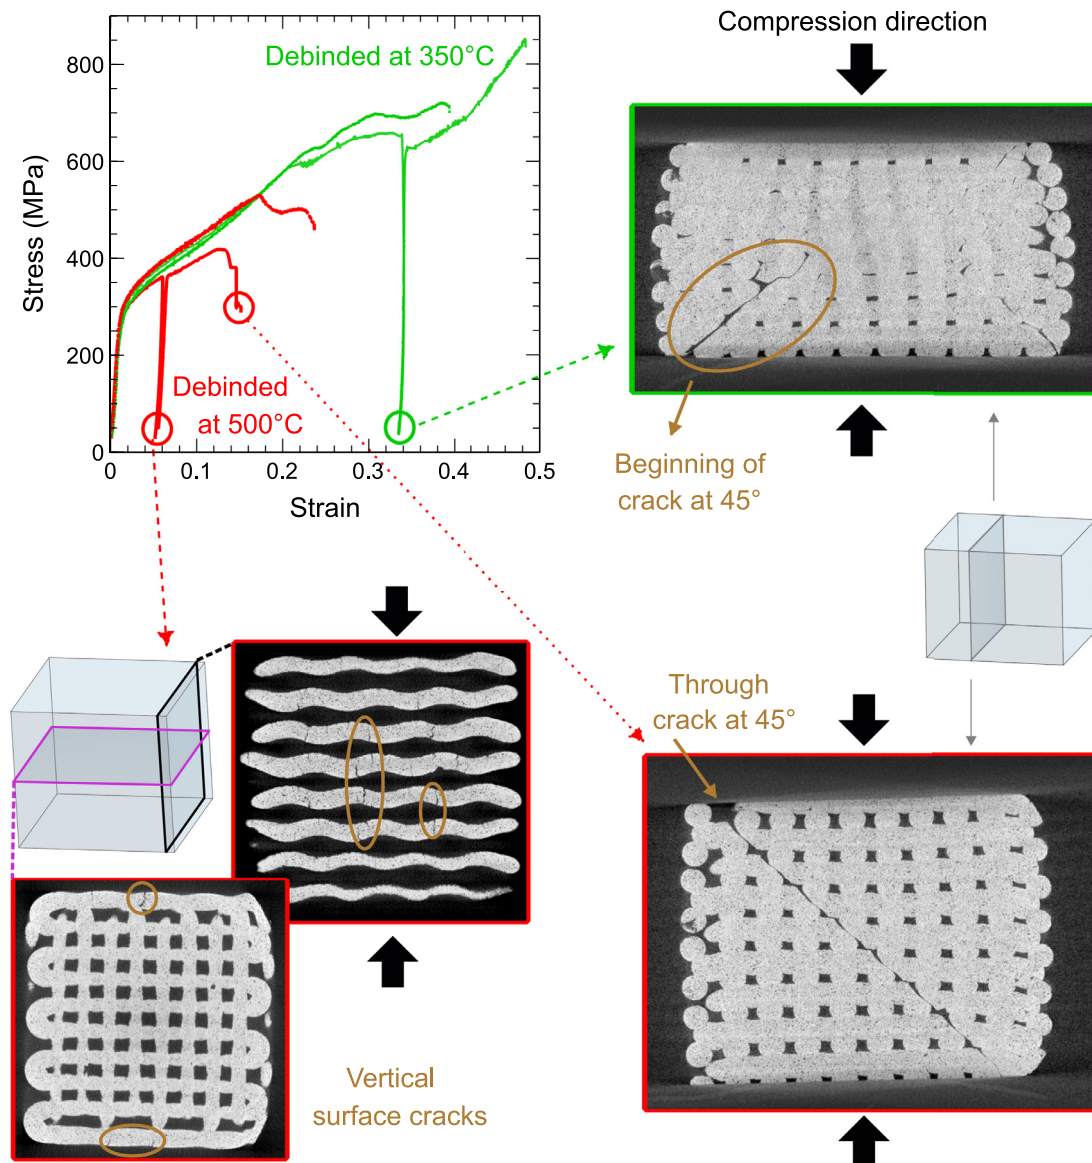 Compression direction
800
600
400
200
0
Stress (MPa)
Debinded at 350°C
Debinded
at 500°C
0 0.1 0.2 0.3 0.4 0.5
Strain
Beginning of
crack at 45°
Through
crack at 45°
Vertical
surface cracks